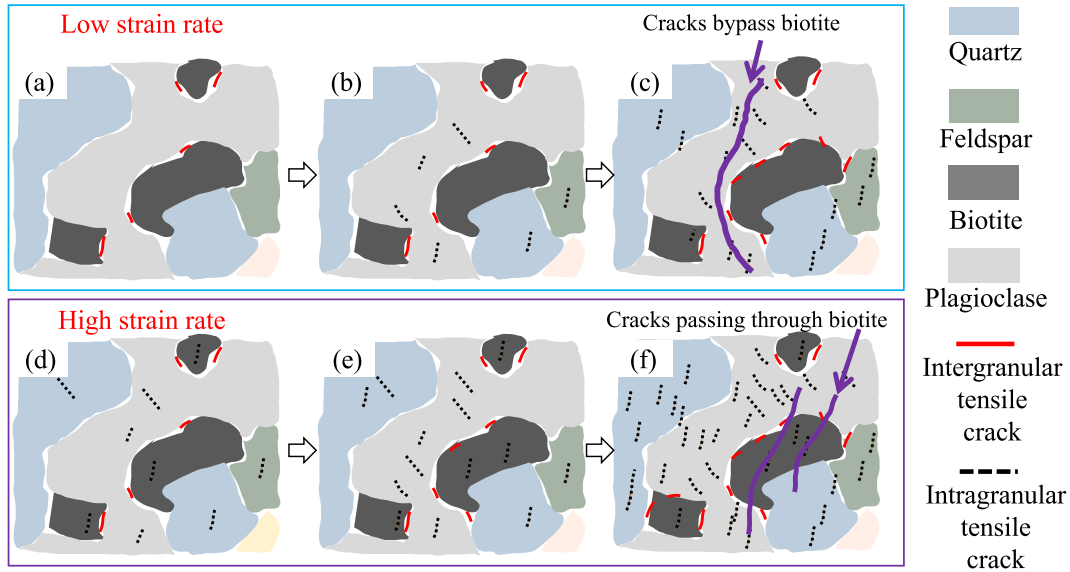 Low strain rate
Cracks bypass biotite
(a)
(b)
(c)
High strain rate
Cracks passing through biotite
(d)
(e)
(f)
Quartz
Feldspar
Biotite
Plagioclase
Intergranular
tensile
crack
Intragranular
tensile
crack